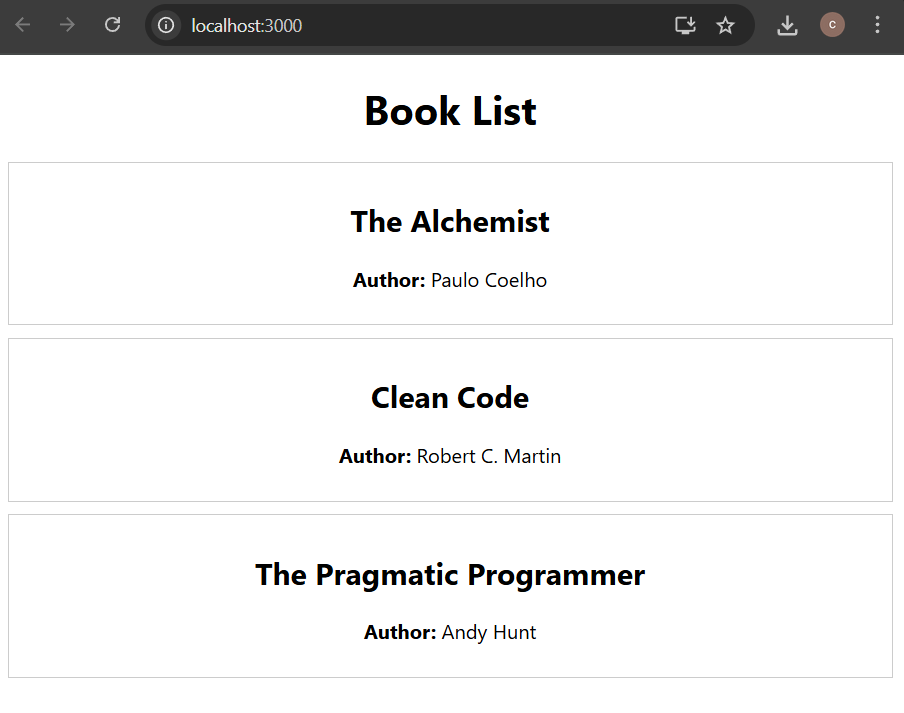 localhost:3000
C
Book List
The Alchemist
Author: Paulo Coelho
Clean Code
Author: Robert C. Martin
The Pragmatic Programmer
Author: Andy Hunt